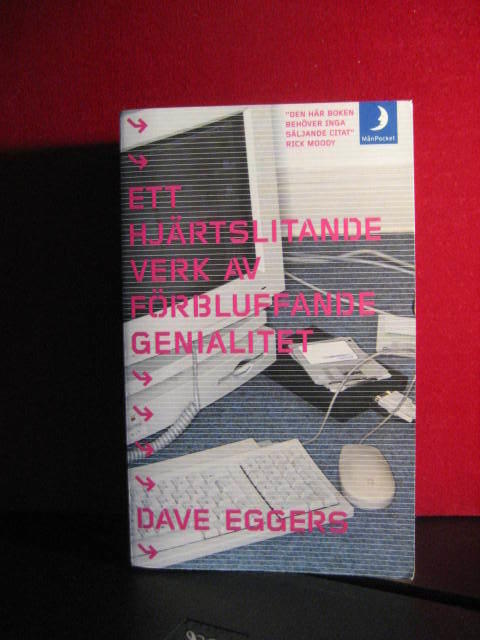 "DEN HÄR BOKEN
BEHÖVER INGA
SÄLJANDE CITAT"
RICK MOODY
MånPocket
ETT
HJÄRTSLITANDE
VERK AV
FÖRBLUFFANDE
GENIALITET
DAVE EGGERS